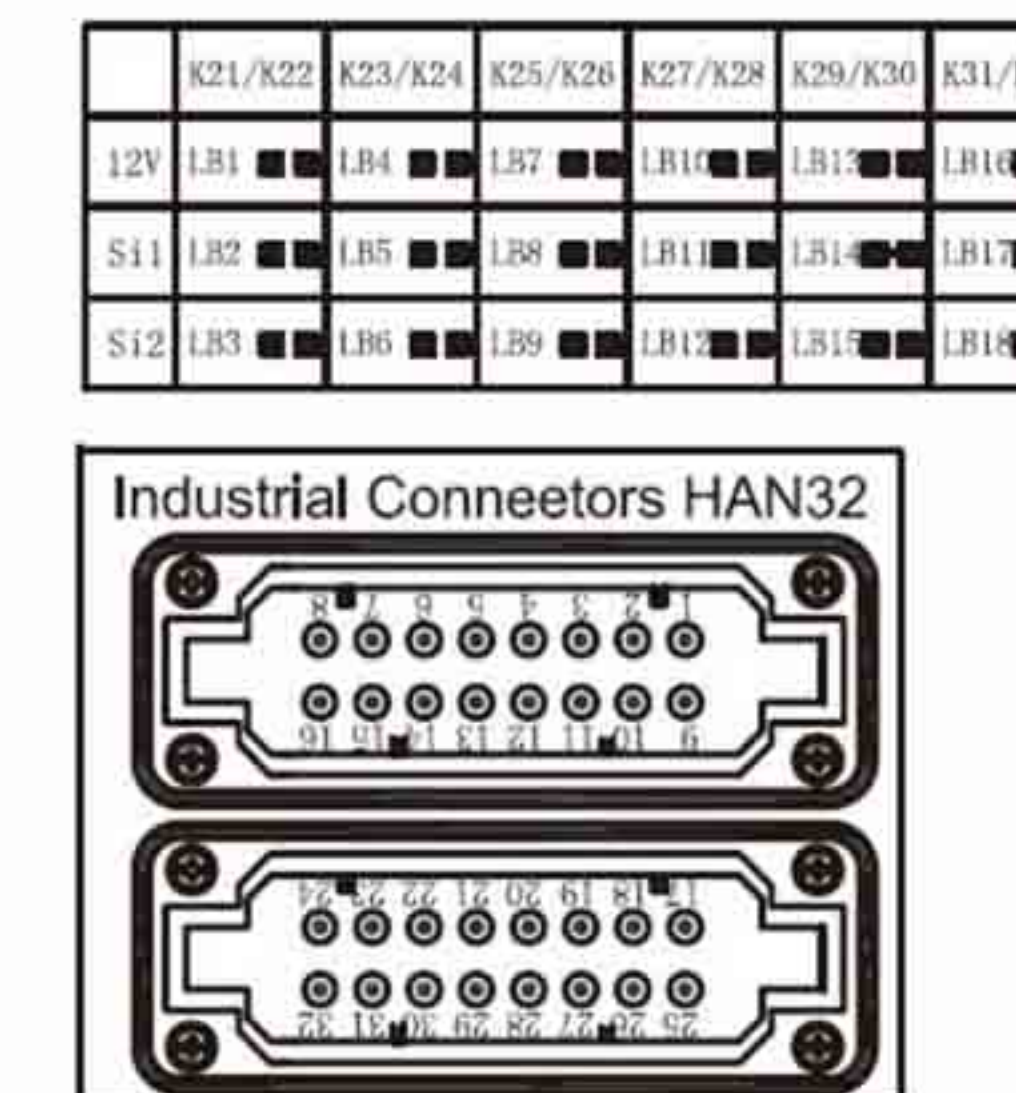 K21/K22 K23/K24 K25/K26 K27/K28 K29/K30 K31/
12V LB1 LB4 LB7 LB10 LB13 LB16
Si1 LB2 LB5 LB8 LB11 LB14 LB17
Si2 LB3 LB6 LB9 LB12 LB15 LB18
Industrial Conneetors HAN32
8 7 6 5 4 3 2 1
16 15 14 13 12 11 10 9
24 23 22 21 20 19 18 17
32 31 30 29 28 27 26 25